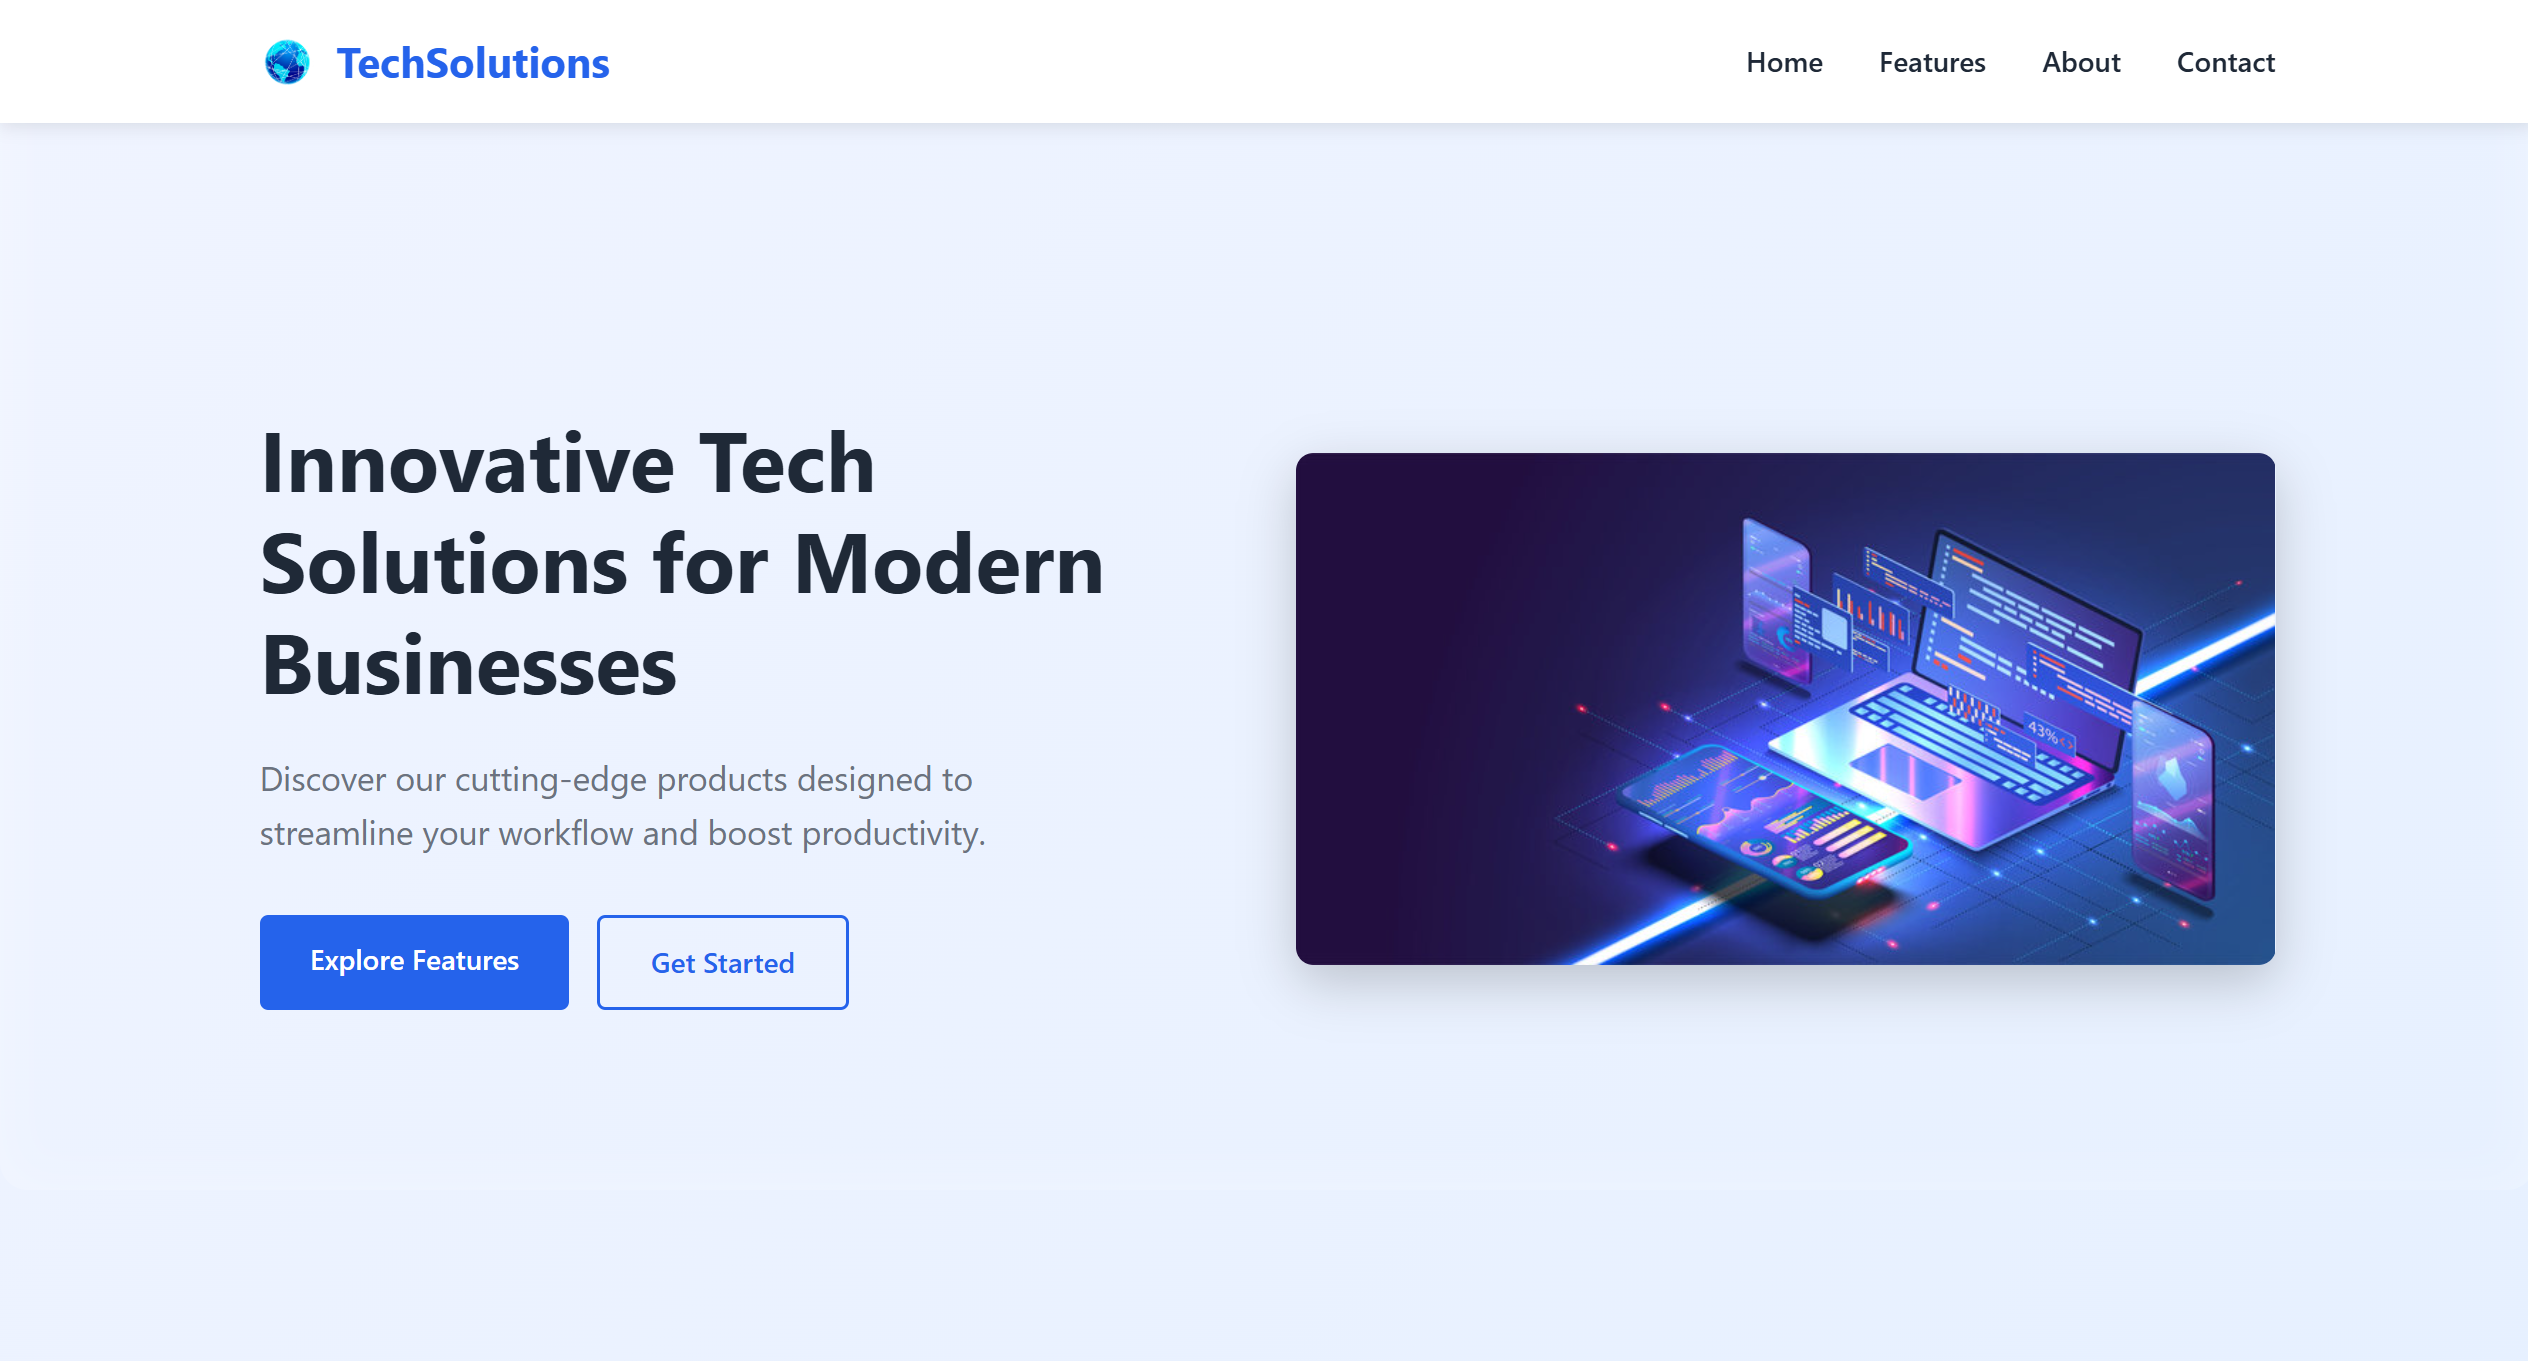 TechSolutions
Home
Features
About
Contact
Innovative Tech
Solutions for Modern
Businesses
Discover our cutting-edge products designed to
streamline your workflow and boost productivity.
Explore Features
Get Started
43%<>